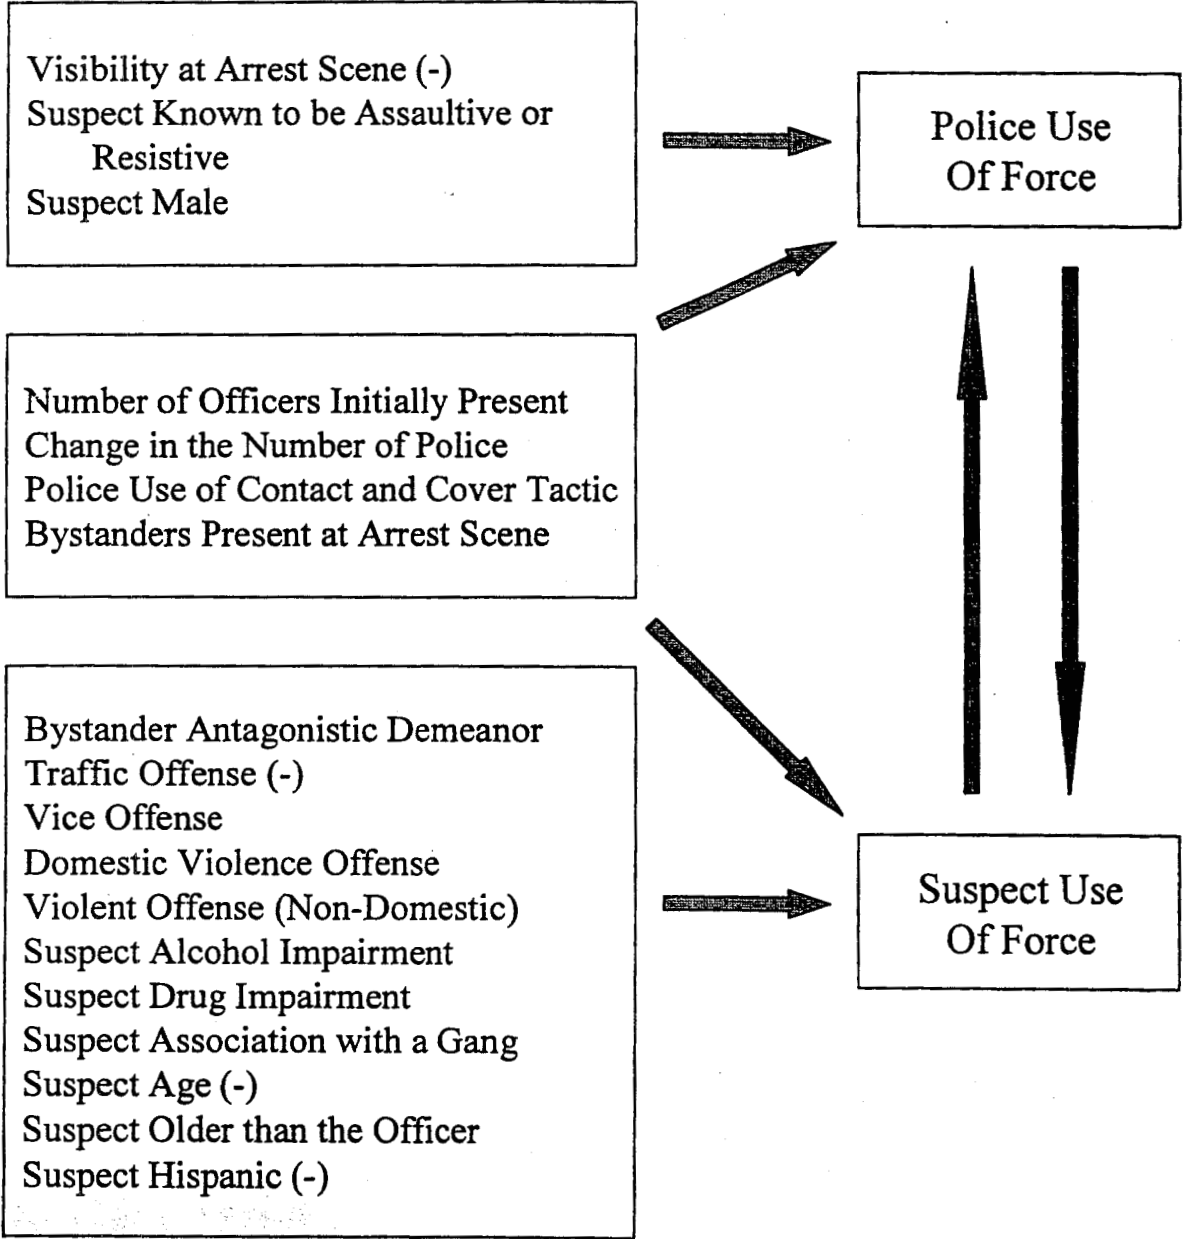 Visibility at Arrest Scene (-)
Suspect Known to be Assaultive or
Resistive
Suspect Male
Police Use
Of Force
Number of Officers Initially Present
Change in the Number of Police
Police Use of Contact and Cover Tactic
Bystanders Present at Arrest Scene
Bystander Antagonistic Demeanor
Traffic Offense (-)
Vice Offense
Domestic Violence Offense
Violent Offense (Non-Domestic)
Suspect Alcohol Impairment
Suspect Drug Impairment
Suspect Association with a Gang
Suspect Age (-)
Suspect Older than the Officer
Suspect Hispanic (-)
Suspect Use
Of Force